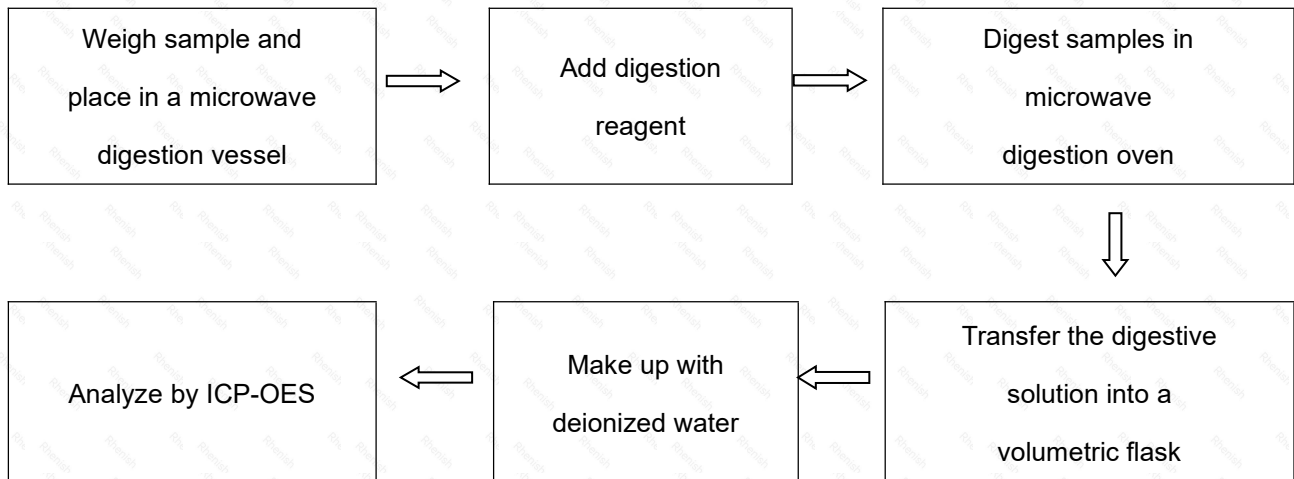 Weigh sample and
place in a microwave
digestion vessel
Add digestion
reagent
Digest samples in
microwave
digestion oven
Transfer the digestive
solution into a
volumetric flask
Make up with
deionized water
Analyze by ICP-OES
Rhenish